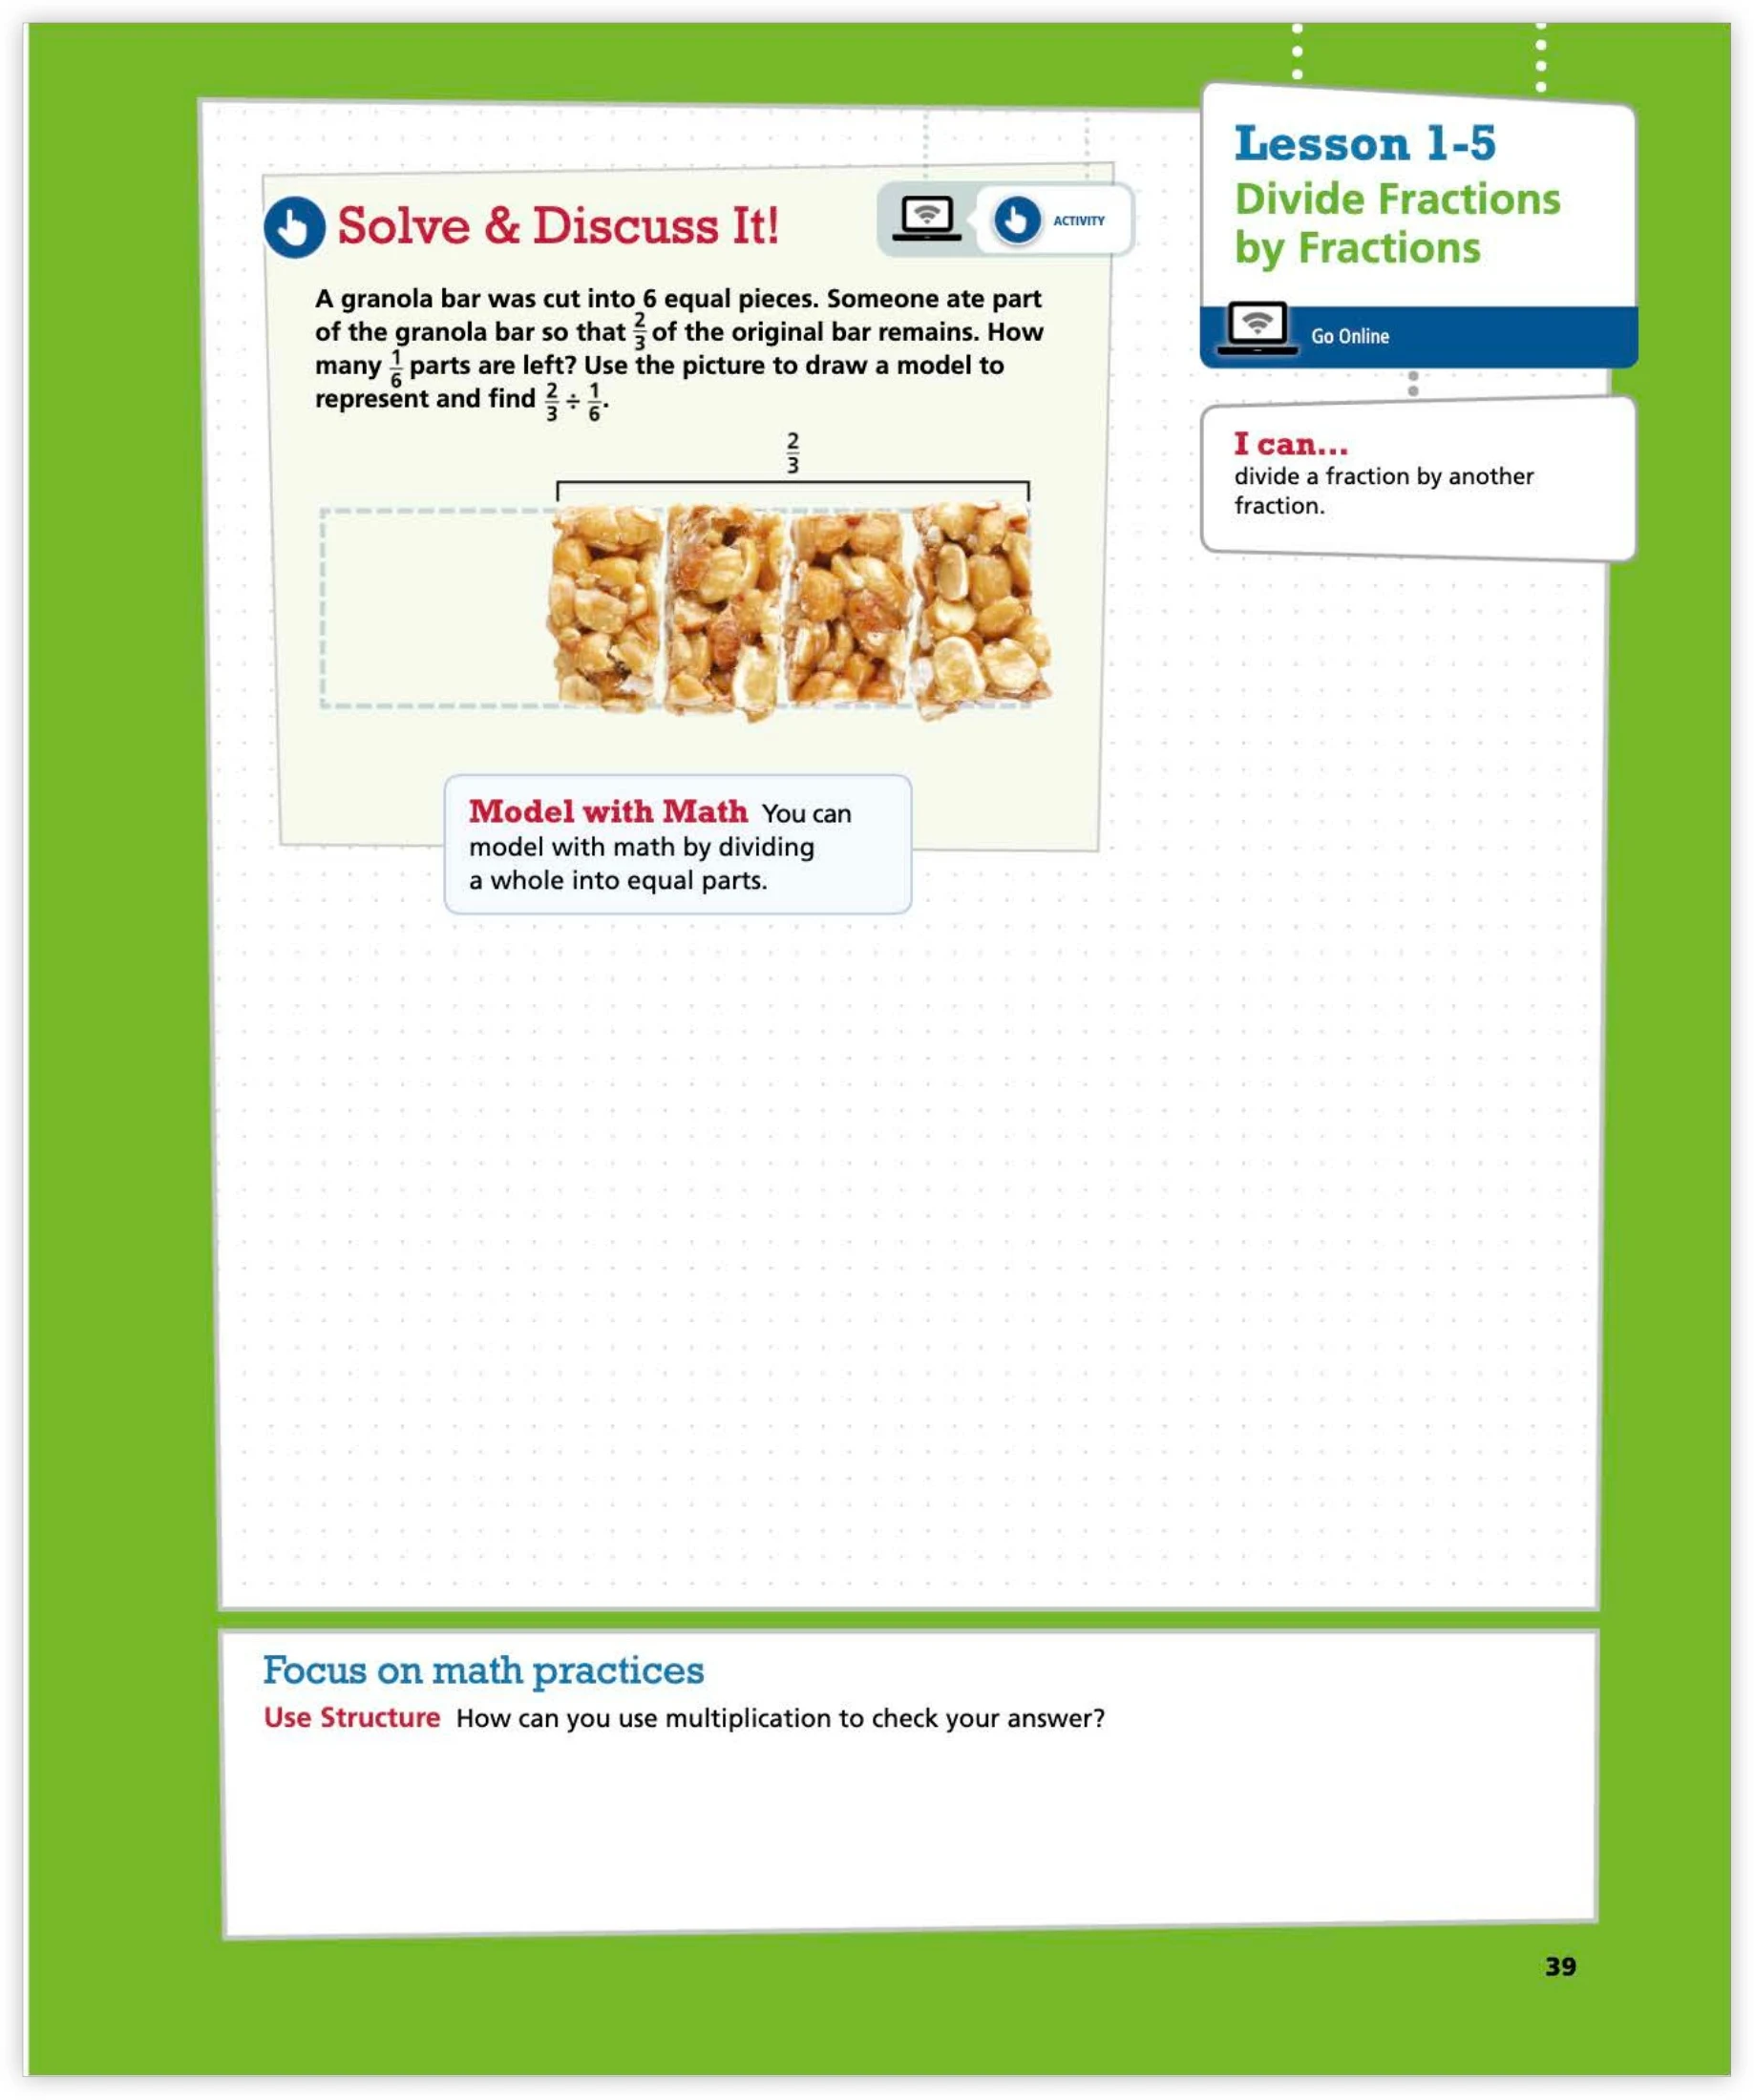 Lesson 1-5
Divide Fractions
by Fractions
Go Online
I can...
divide a fraction by another
fraction.
Solve & Discuss It!
ACTIVITY
A granola bar was cut into 6 equal pieces. Someone ate part
of the granola bar so that 2/3 of the original bar remains. How
many 1/6 parts are left? Use the picture to draw a model to
represent and find 2/3 ÷ 1/6.
2/3
Model with Math You can
model with math by dividing
a whole into equal parts.
Focus on math practices
Use Structure How can you use multiplication to check your answer?
39